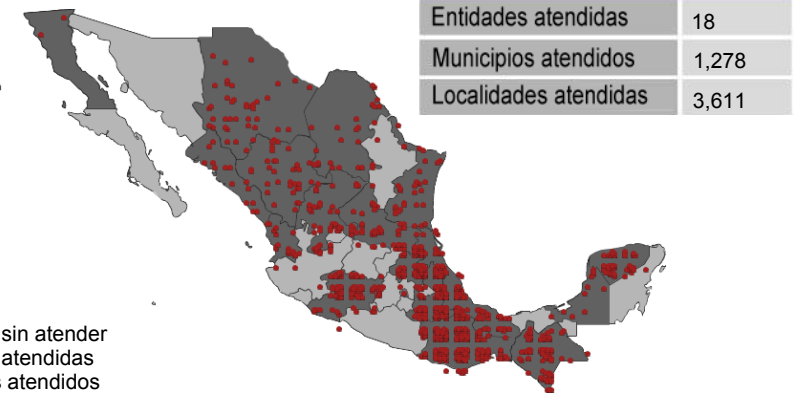 Entidades atendidas 18
Municipios atendidos 1,278
Localidades atendidas 3,611
sin atender
atendidas
atendidos